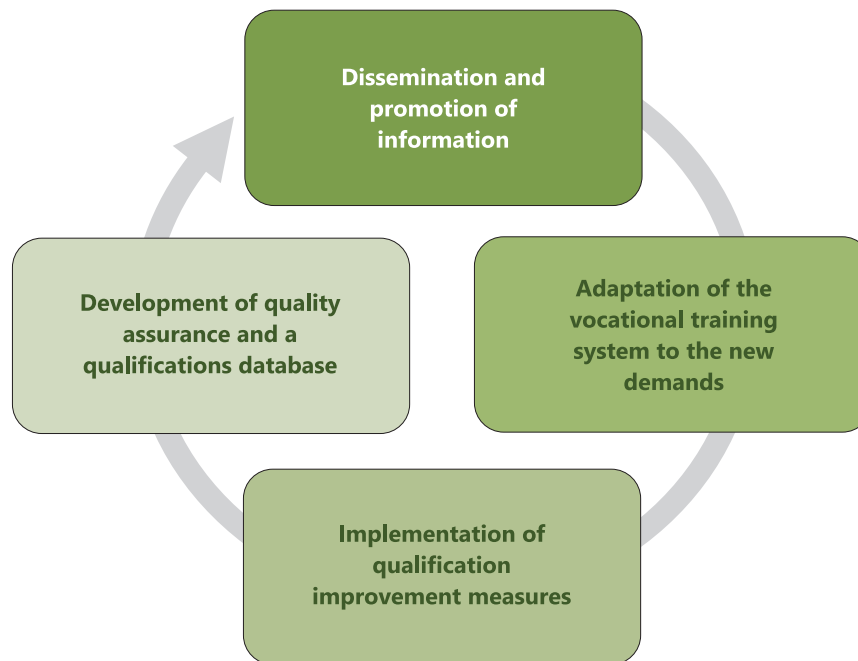 Dissemination and
promotion of
information
Adaptation of the
vocational training
system to the new
demands
Implementation of
qualification
improvement measures
Development of quality
assurance and a
qualifications database